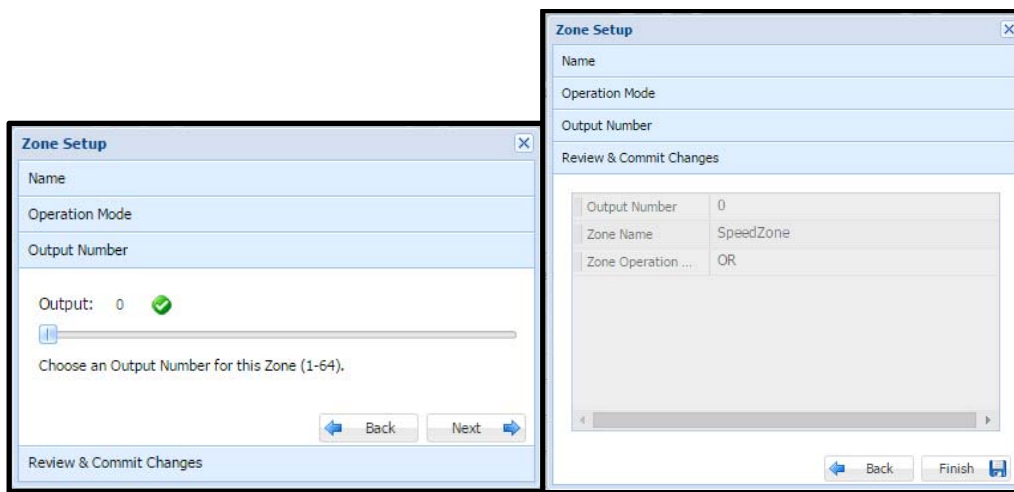 Zone Setup
Name
Operation Mode
Output Number
Output: 0
Choose an Output Number for this Zone (1-64).
Back Next
Review & Commit Changes
Zone Setup
Name
Operation Mode
Output Number
Review & Commit Changes
Output Number 0
Zone Name SpeedZone
Zone Operation ... OR
Back Finish